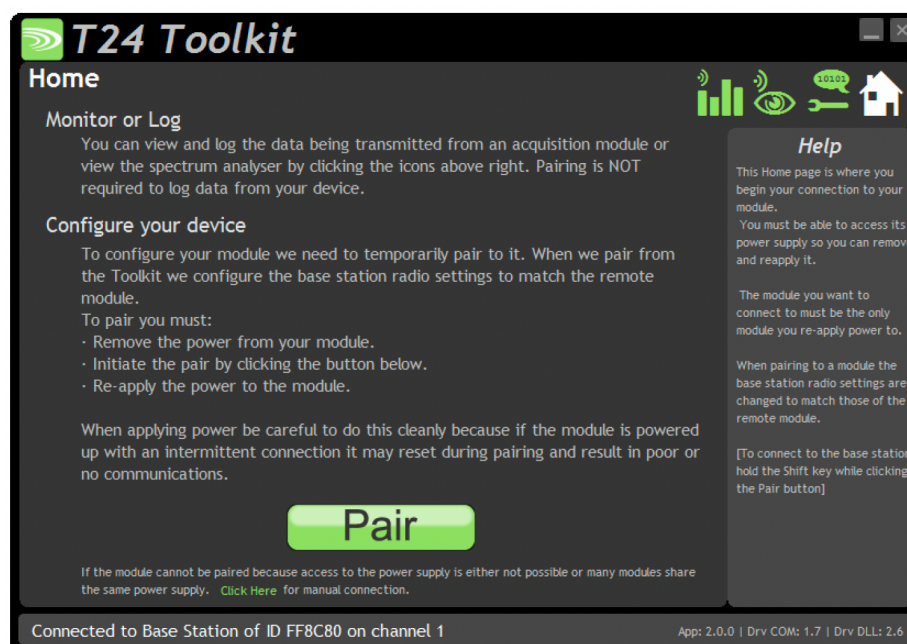 T24 Toolkit
Home
10101
Monitor or Log
You can view and log the data being transmitted from an acquisition module or
view the spectrum analyser by clicking the icons above right. Pairing is NOT
required to log data from your device.
Configure your device
To configure your module we need to temporarily pair to it. When we pair from
the Toolkit we configure the base station radio settings to match the remote
module.
To pair you must:
· Remove the power from your module.
· Initiate the pair by clicking the button below.
· Re-apply the power to the module.
When applying power be careful to do this cleanly because if the module is powered
up with an intermittent connection it may reset during pairing and result in poor or
no communications.
Pair
If the module cannot be paired because access to the power supply is either not possible or many modules share
the same power supply. Click Here for manual connection.
Help
This Home page is where you
begin your connection to your
module.
You must be able to access its
power supply so you can remove
and reapply it.
The module you want to
connect to must be the only
module you re-apply power to.
When pairing to a module the
base station radio settings are
changed to match those of the
remote module.
[To connect to the base station
hold the Shift key while clicking
the Pair button]
Connected to Base Station of ID FF8C80 on channel 1
App: 2.0.0 | Drv COM: 1.7 | Drv DLL: 2.6